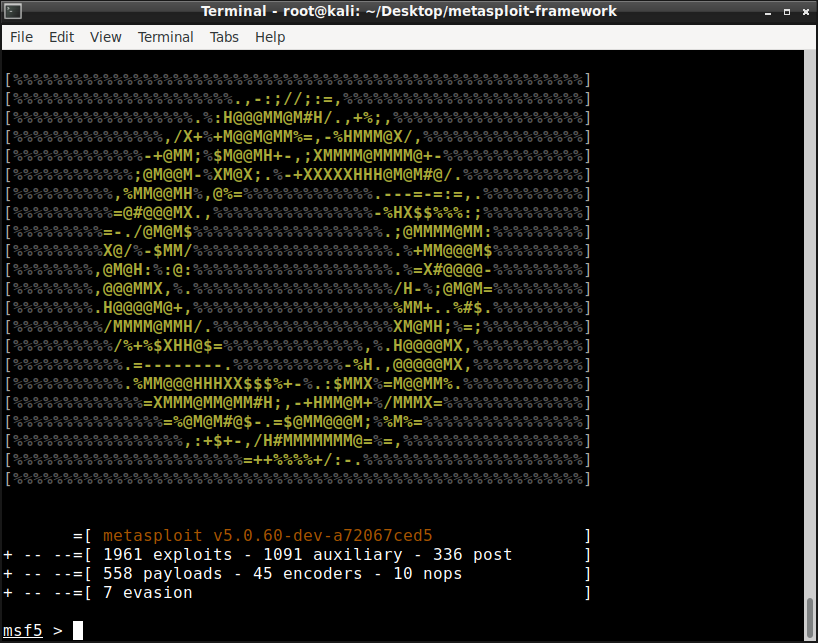 Terminal - root@kali: ~/Desktop/metasploit-framework
File Edit View Terminal Tabs Help
[%%%%%%%%%%%%%%%%%%%%%%%%%%%%%%%%%%%%%%%%%%%%%%%%%%%%%%%%%]
[%%%%%%%%%%%%%%%%%%%%%%.,-:;//;:=,%%%%%%%%%%%%%%%%%%%%%%%%]
[%%%%%%%%%%%%%%%%%%.%:H@@@MM@M#H/.,+%;,%%%%%%%%%%%%%%%%%%%]
[%%%%%%%%%%%%%%%,/X+%+M@@M@MM%=,-%HMMM@X/,%%%%%%%%%%%%%%%%]
[%%%%%%%%%%%%%-+@MM;%$M@@MH+-,;XMMMM@MMMM@+-%%%%%%%%%%%%%%]
[%%%%%%%%%%%%;@M@@M-%XM@X;.%-+XXXXXHHH@M@M#@/.%%%%%%%%%%%%]
[%%%%%%%%%%,%MM@@MH%,@%=%%%%%%%%%%%%%.---=-=:=,.%%%%%%%%%%]
[%%%%%%%%%%=@#@@@MX.,%%%%%%%%%%%%%%%%-%HX$$%%%:;%%%%%%%%%%]
[%%%%%%%%%=-./@M@M$%%%%%%%%%%%%%%%%%%%.;@MMMM@MM:%%%%%%%%%]
[%%%%%%%%%X@/%-$MM/%%%%%%%%%%%%%%%%%%%%.%+MM@@@M$%%%%%%%%%]
[%%%%%%%%,@M@H:%:@:%%%%%%%%%%%%%%%%%%%%.%=X#@@@@-%%%%%%%%%]
[%%%%%%%%,@@@MMX,%.%%%%%%%%%%%%%%%%%%%%/H-%;@M@M=%%%%%%%%%]
[%%%%%%%%.H@@@@M@+,%%%%%%%%%%%%%%%%%%%%%MM+..%#$.%%%%%%%%%]
[%%%%%%%%%/MMMM@MMH/.%%%%%%%%%%%%%%%%%%XM@MH;%=;%%%%%%%%%%]
[%%%%%%%%%%/%+%$XHH@$=%%%%%%%%%%%%%%,%.H@@@@MX,%%%%%%%%%%%]
[%%%%%%%%%%%.=--------.%%%%%%%%%%%-%H.,@@@@@MX,%%%%%%%%%%%]
[%%%%%%%%%%%.%MM@@@HHHXX$$$%+-%.:$MMX%=M@@MM%.%%%%%%%%%%%%]
[%%%%%%%%%%%%%=XMMM@MM@MM#H;,-+HMM@M+%/MMMX=%%%%%%%%%%%%%%]
[%%%%%%%%%%%%%%%=%@M@M#@$-.=$@MM@@@M;%%M%=%%%%%%%%%%%%%%%%]
[%%%%%%%%%%%%%%%%%,:+$+-,/H#MMMMMMM@=%=,%%%%%%%%%%%%%%%%%%]
[%%%%%%%%%%%%%%%%%%%%%%%=++%%%%+/:-.%%%%%%%%%%%%%%%%%%%%%%]
[%%%%%%%%%%%%%%%%%%%%%%%%%%%%%%%%%%%%%%%%%%%%%%%%%%%%%%%%%]
=[ metasploit v5.0.60-dev-a72067ced5 ]
+ -- --=[ 1961 exploits - 1091 auxiliary - 336 post ]
+ -- --=[ 558 payloads - 45 encoders - 10 nops ]
+ -- --=[ 7 evasion ]
msf5 >